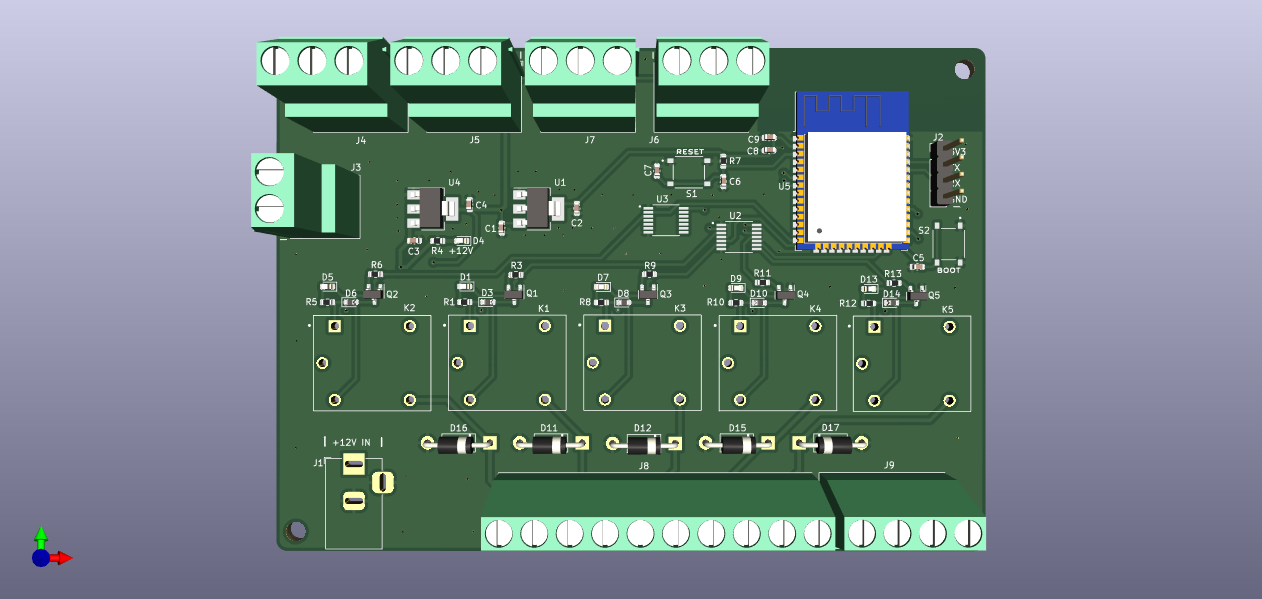 J4
J5
J7
J6
J3
RESET
C9
C8
R7
C7
C6
S1
U5
J2
3V3
TX
RX
GND
U4
C4
U1
C2
C1
U3
U2
S2
C3
R4
D4
+12V
C5
BOOT
R6
D5
R5
D6
Q2
R3
D1
R1
D3
Q1
R9
D7
R8
D8
Q3
R11
D9
R10
D10
Q4
R13
D13
R12
D14
Q5
K2
K1
K3
K4
K5
D16
D11
D12
D15
D17
+12V IN
J1
J8
J9